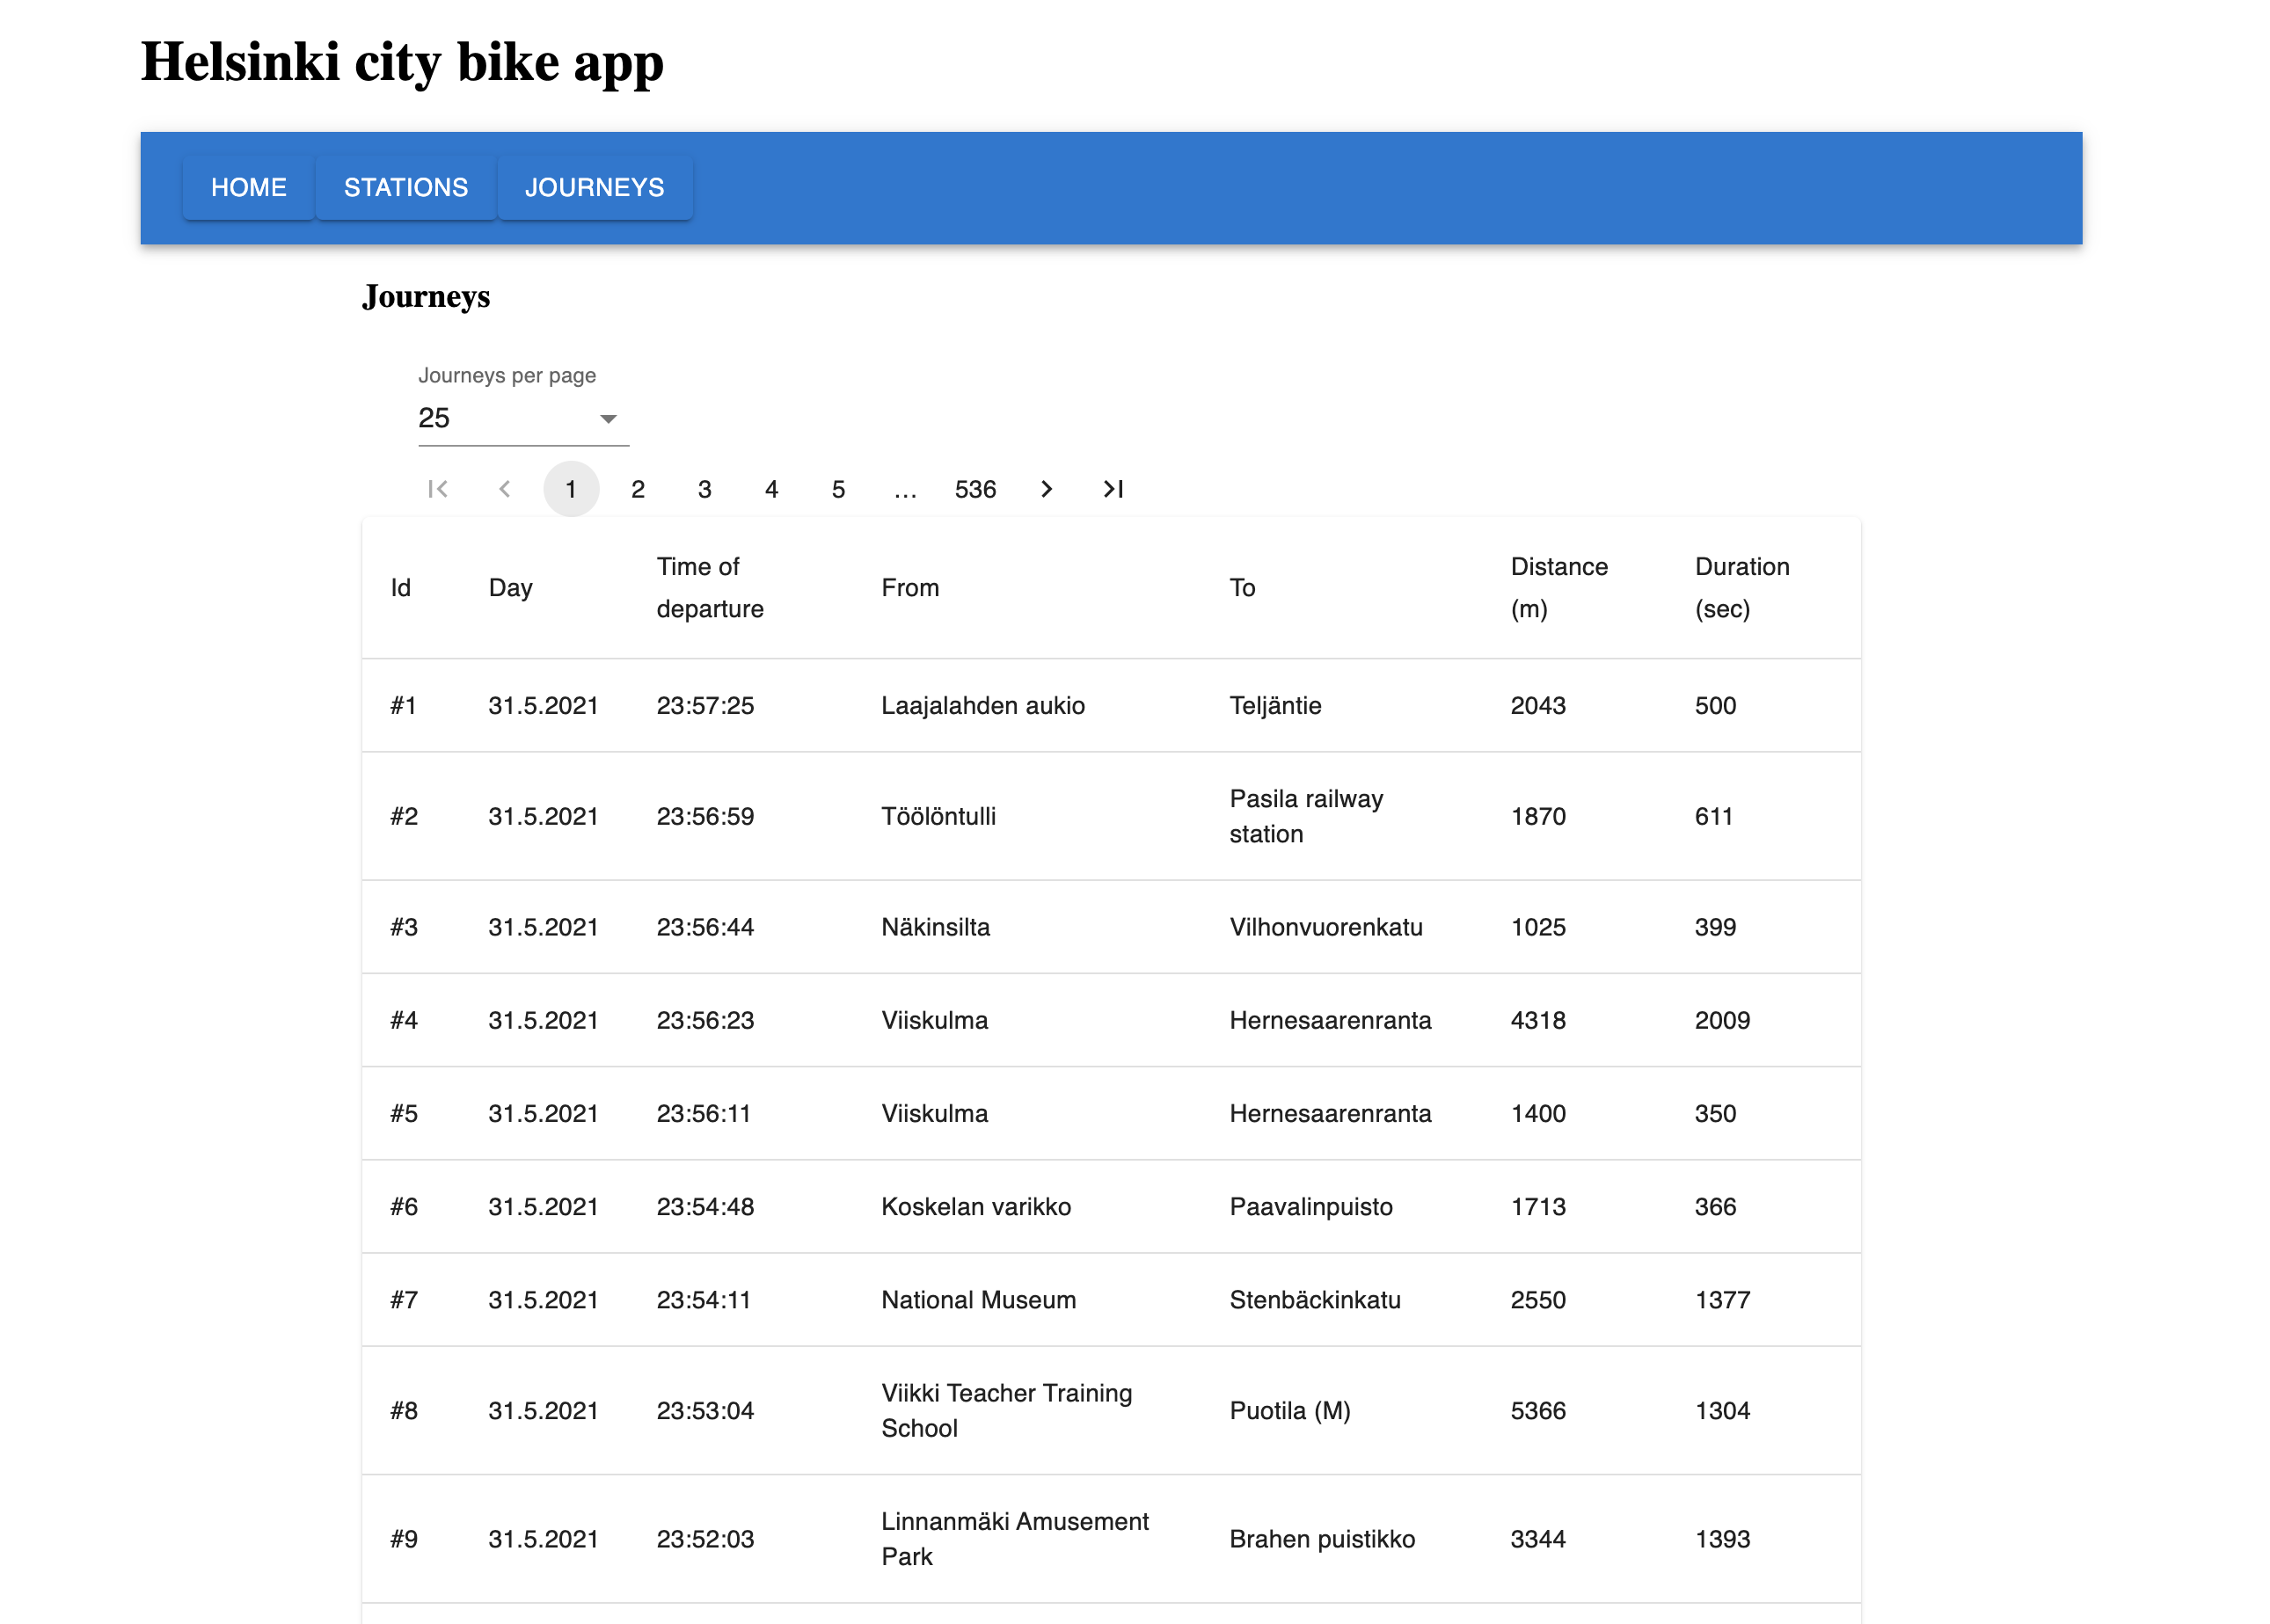 Helsinki city bike app
HOME STATIONS JOURNEYS
Journeys
Journeys per page
25
1 2 3 4 5 ... 536
Id Day Time of departure From To Distance (m) Duration (sec)
#1 31.5.2021 23:57:25 Laajalahden aukio Teljäntie 2043 500
#2 31.5.2021 23:56:59 Töölöntulli Pasila railway station 1870 611
#3 31.5.2021 23:56:44 Näkinsilta Vilhonvuorenkatu 1025 399
#4 31.5.2021 23:56:23 Viiskulma Hernesaarenranta 4318 2009
#5 31.5.2021 23:56:11 Viiskulma Hernesaarenranta 1400 350
#6 31.5.2021 23:54:48 Koskelan varikko Paavalinpuisto 1713 366
#7 31.5.2021 23:54:11 National Museum Stenbäckinkatu 2550 1377
#8 31.5.2021 23:53:04 Viikki Teacher Training School Puotila (M) 5366 1304
#9 31.5.2021 23:52:03 Linnanmäki Amusement Park Brahen puistikko 3344 1393